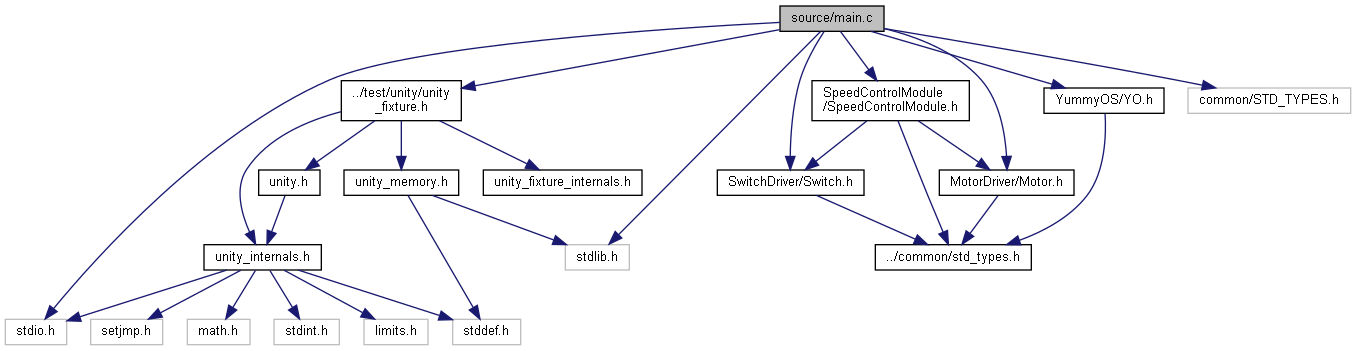 source/main.c
../test/unity/unity
_fixture.h
SpeedControlModule
/SpeedControlModule.h
YummyOS/YO.h
common/STD_TYPES.h
unity.h
unity_memory.h
unity_fixture_internals.h
SwitchDriver/Switch.h
MotorDriver/Motor.h
unity_internals.h
stdlib.h
../common/std_types.h
stdio.h
setjmp.h
math.h
stdint.h
limits.h
stddef.h